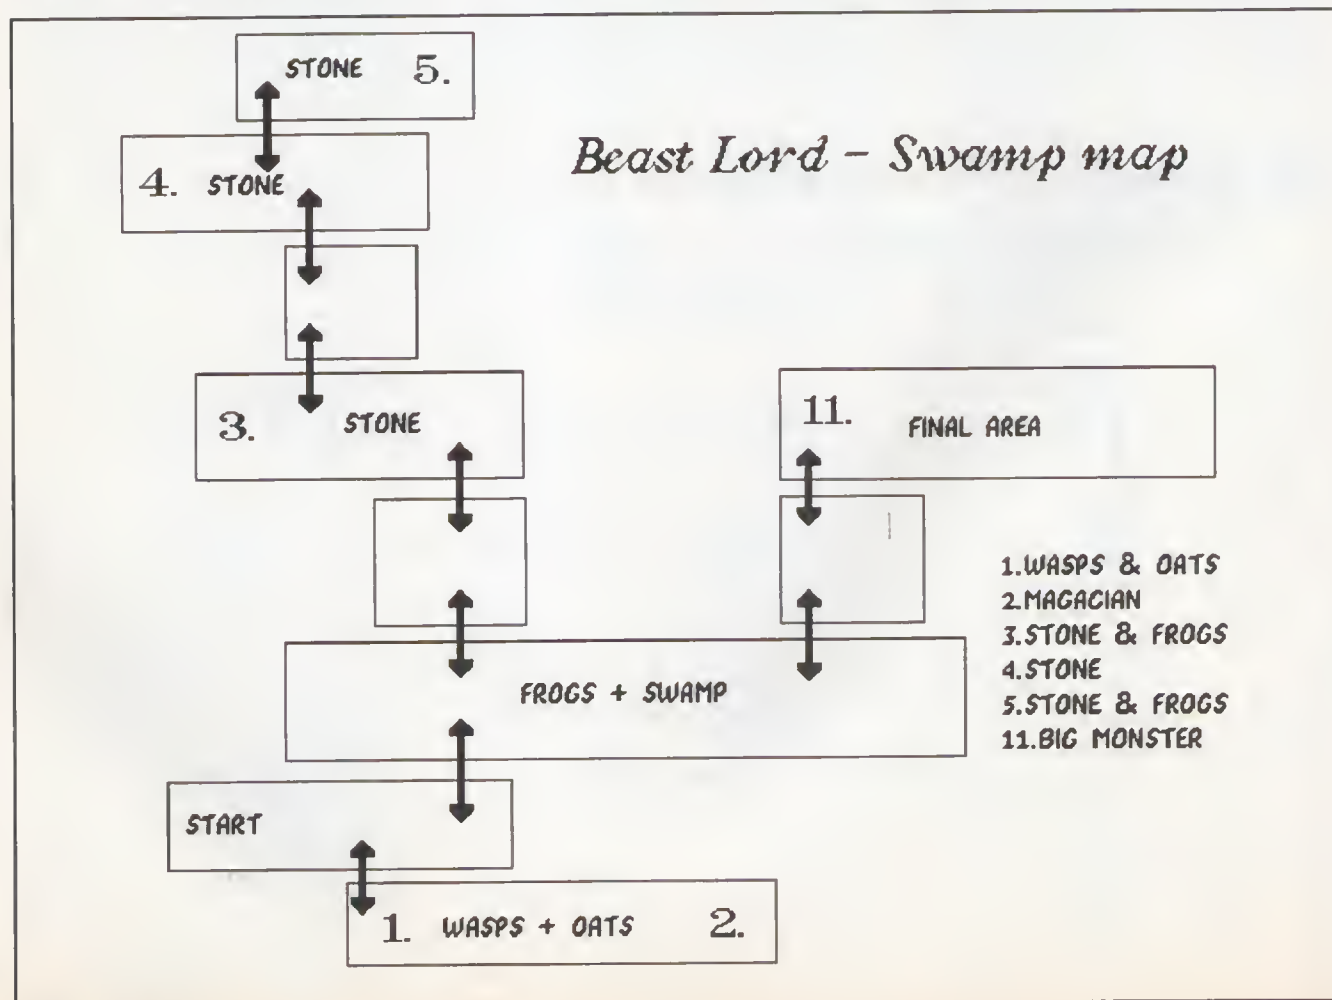 STONE 5.
Beast Lord - Swamp map
4. STONE
3. STONE
11. FINAL AREA
1.WASPS & OATS
2.MAGACIAN
3.STONE & FROGS
4.STONE
5.STONE & FROGS
11.BIG MONSTER
FROGS + SWAMP
START
1. WASPS + OATS 2.